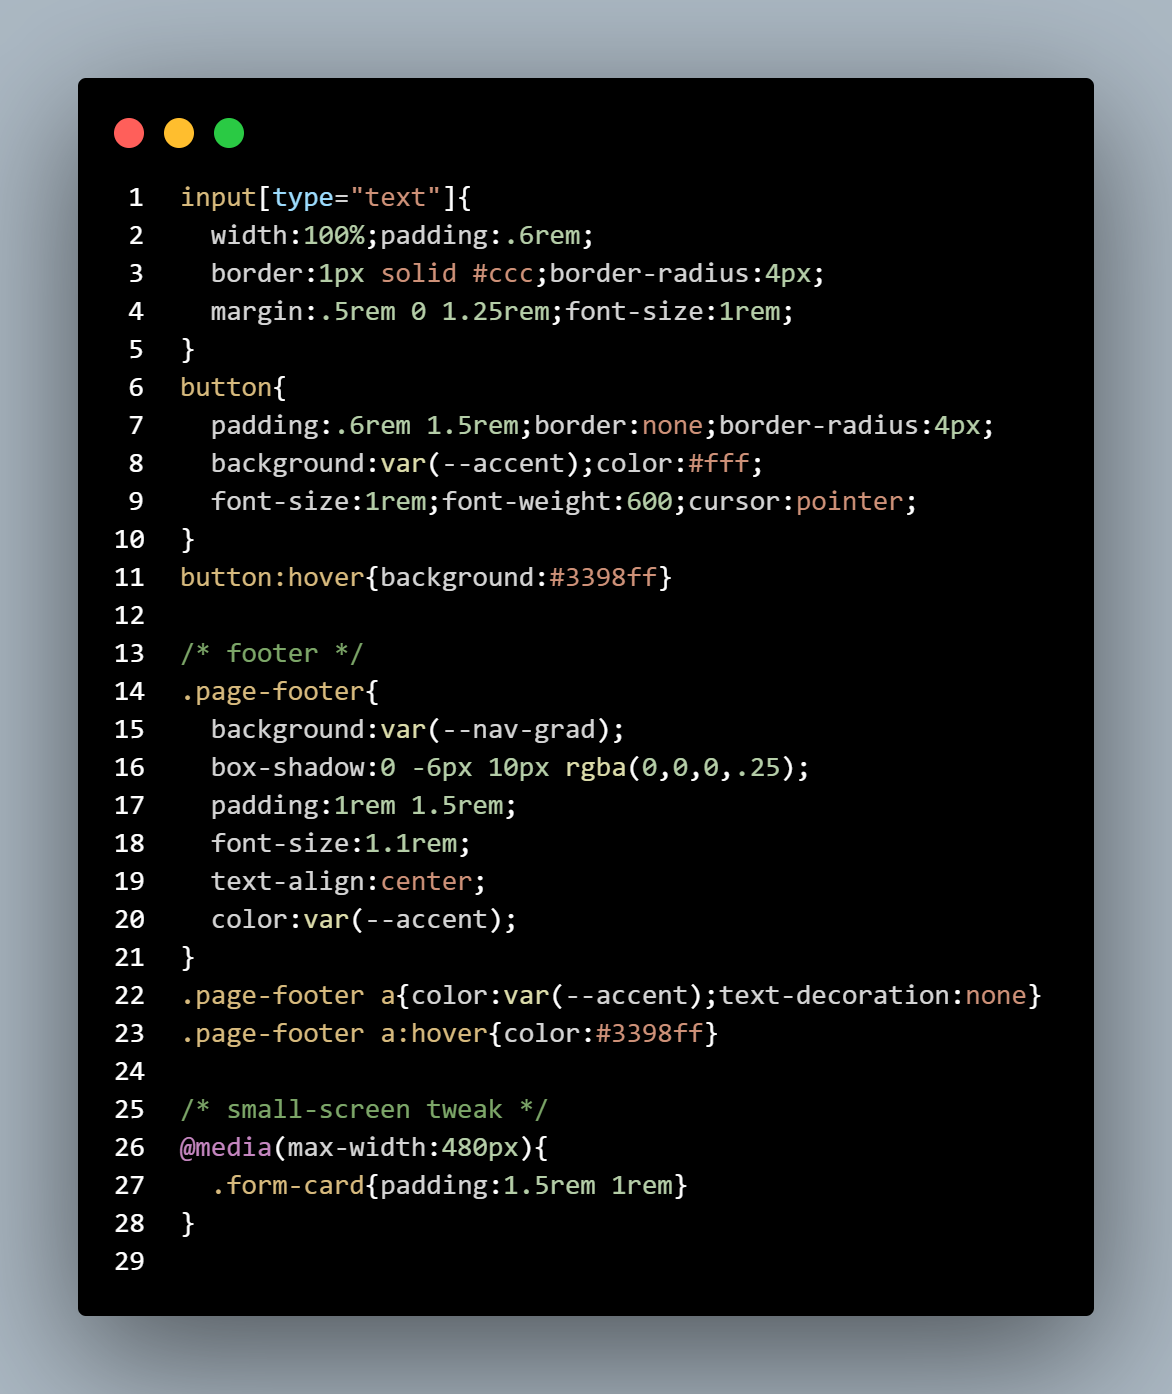 1 input[type="text"]{
2   width:100%;padding:.6rem;
3   border:1px solid #ccc;border-radius:4px;
4   margin:.5rem 0 1.25rem;font-size:1rem;
5 }
6 button{
7   padding:.6rem 1.5rem;border:none;border-radius:4px;
8   background:var(--accent);color:#fff;
9   font-size:1rem;font-weight:600;cursor:pointer;
10 }
11 button:hover{background:#3398ff}
12
13 /* footer */
14 .page-footer{
15   background:var(--nav-grad);
16   box-shadow:0 -6px 10px rgba(0,0,0,.25);
17   padding:1rem 1.5rem;
18   font-size:1.1rem;
19   text-align:center;
20   color:var(--accent);
21 }
22 .page-footer a{color:var(--accent);text-decoration:none}
23 .page-footer a:hover{color:#3398ff}
24
25 /* small-screen tweak */
26 @media(max-width:480px){
27   .form-card{padding:1.5rem 1rem}
28 }
29